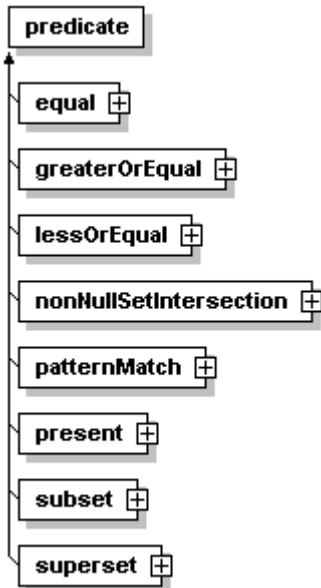 predicate
equal
greaterOrEqual
lessOrEqual
nonNullSetIntersection
patternMatch
present
subset
superset